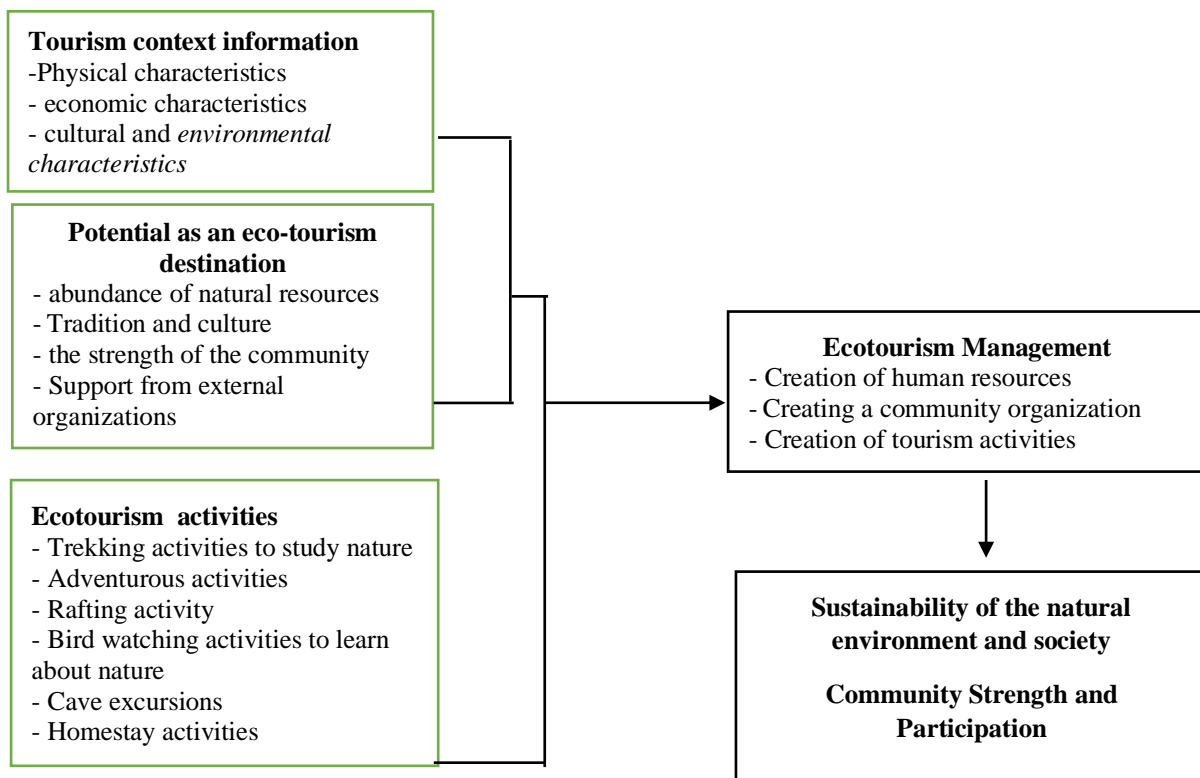 Tourism context information
-Physical characteristics
- economic characteristics
- cultural and environmental
characteristics
Potential as an eco-tourism
destination
- abundance of natural resources
- Tradition and culture
- the strength of the community
- Support from external
organizations
Ecotourism activities
- Trekking activities to study nature
- Adventurous activities
- Rafting activity
- Bird watching activities to learn
about nature
- Cave excursions
- Homestay activities
Ecotourism Management
- Creation of human resources
- Creating a community organization
- Creation of tourism activities
Sustainability of the natural
environment and society
Community Strength and
Participation